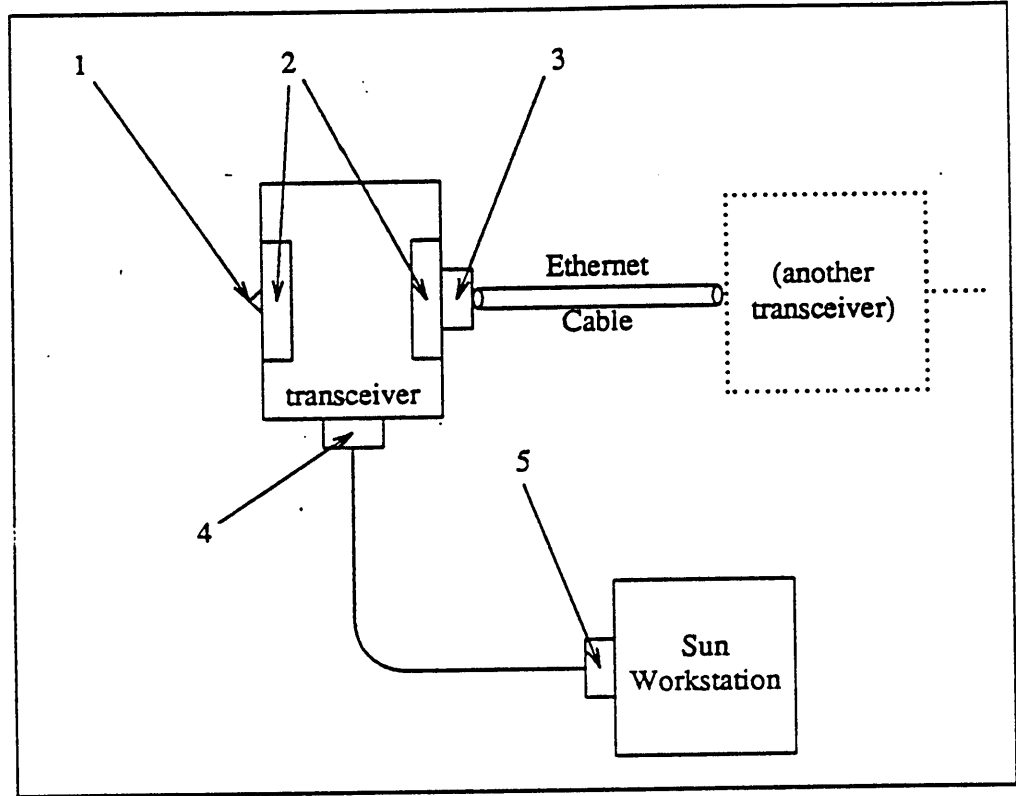 1
2
3
Ethernet
Cable
(another
transceiver)
transceiver
4
5
Sun
Workstation